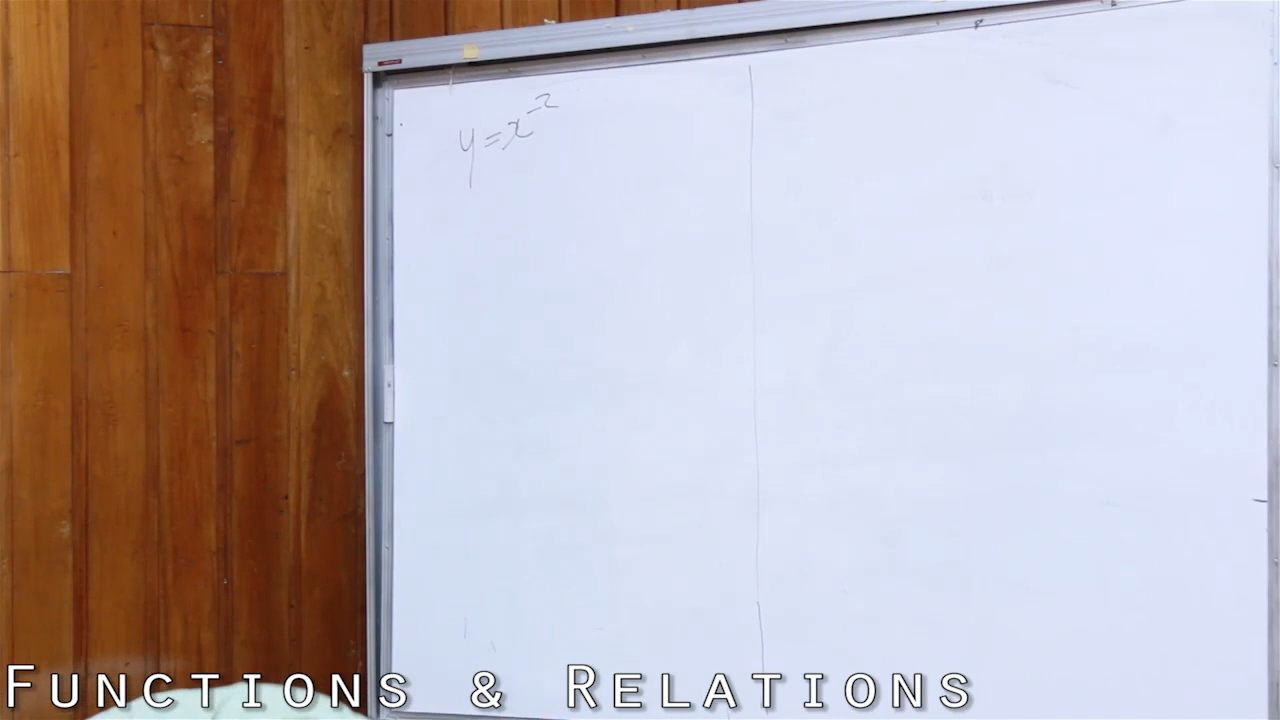 y = x⁻²
Functions & Relations